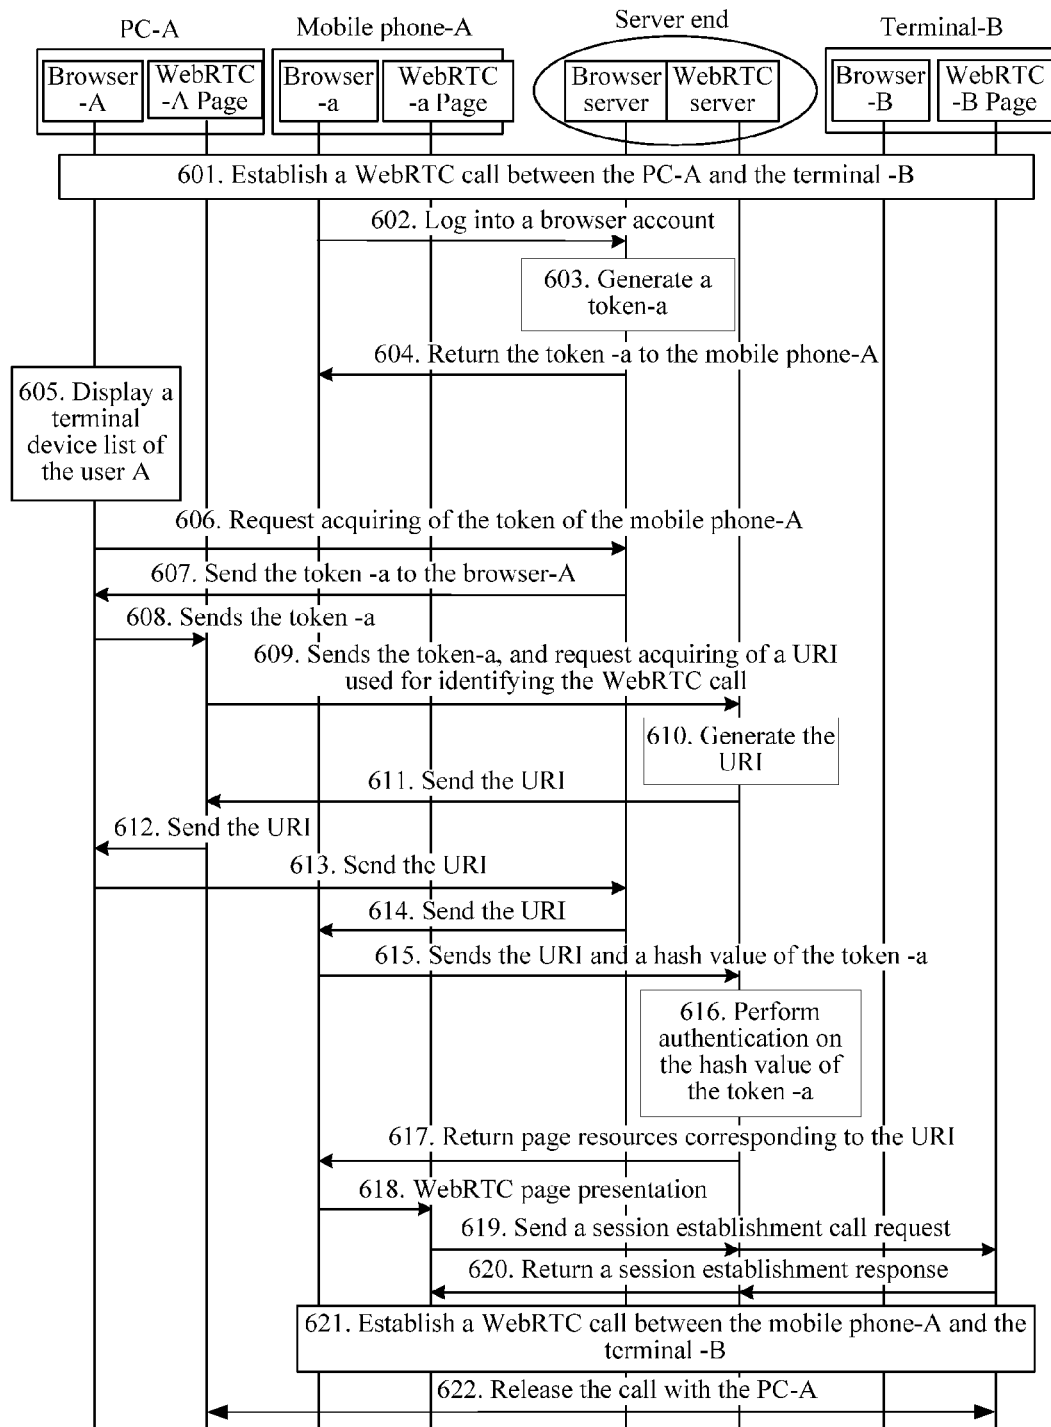 PC-A Mobile phone-A Server end Terminal-B
Browser WebRTC Browser WebRTC Browser WebRTC Browser WebRTC
-A -A Page -a -a Page server server -B -B Page
601. Establish a WebRTC call between the PC-A and the terminal -B
602. Log into a browser account
603. Generate a
token-a
604. Return the token -a to the mobile phone-A
605. Display a
terminal
device list of
the user A
606. Request acquiring of the token of the mobile phone-A
607. Send the token -a to the browser-A
608. Sends the token -a
609. Sends the token-a, and request acquiring of a URI
used for identifying the WebRTC call
610. Generate the
URI
611. Send the URI
612. Send the URI
613. Send the URI
614. Send the URI
615. Sends the URI and a hash value of the token -a
616. Perform
authentication on
the hash value of
the token -a
617. Return page resources corresponding to the URI
618. WebRTC page presentation
619. Send a session establishment call request
620. Return a session establishment response
621. Establish a WebRTC call between the mobile phone-A and the
terminal -B
622. Release the call with the PC-A